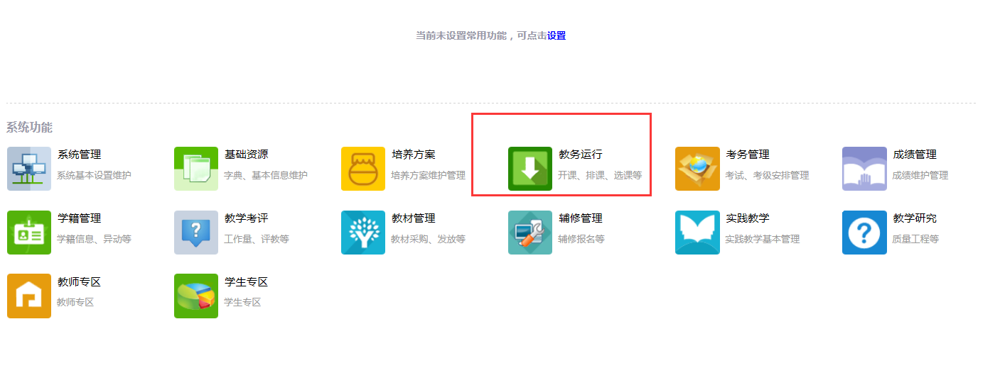 当前未设置常用功能，可点击设置
系统功能
系统管理
系统基本设置维护
基础资源
字典、基本信息维护
培养方案
培养方案维护管理
教务运行
开课、排课、选课等
考务管理
考试、考级安排管理
成绩管理
成绩维护管理
学籍管理
学籍信息、异动等
教学考评
工作量、评教等
教材管理
教材采购、发放等
辅修管理
辅修报名等
实践教学
实践教学基本管理
教学研究
质量工程等
教师专区
教师专区
学生专区
学生专区